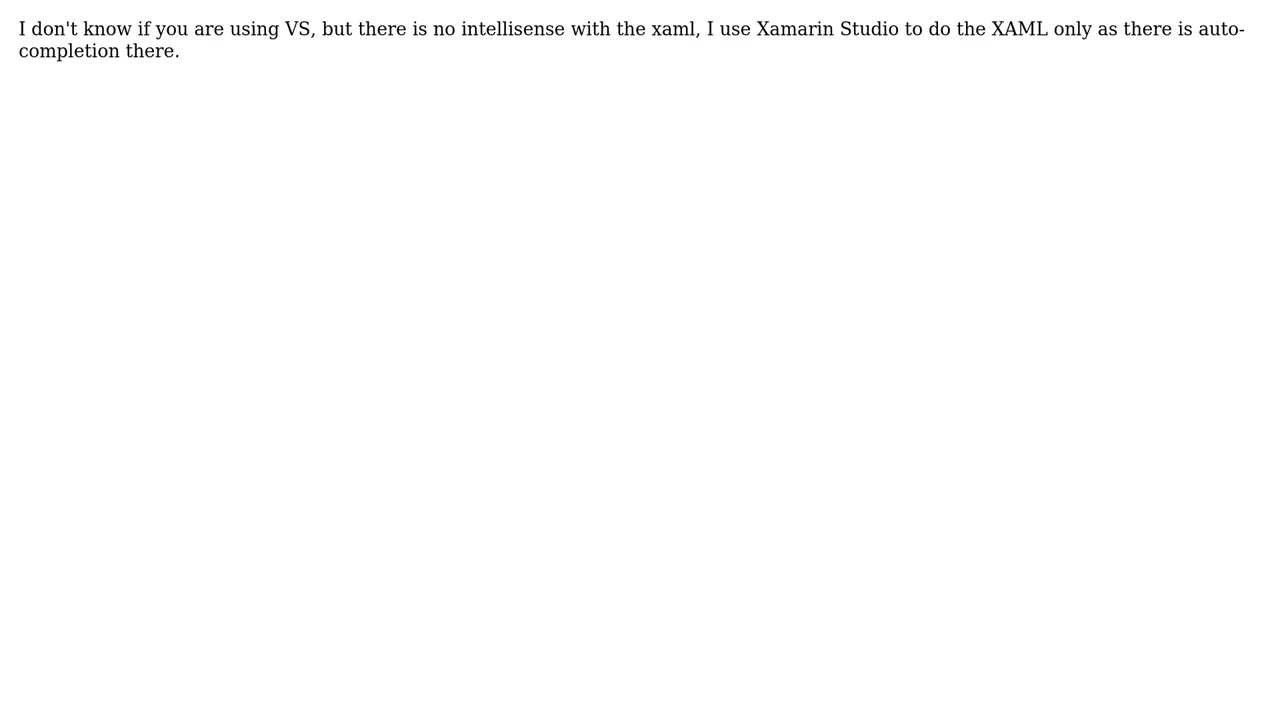 I don't know if you are using VS, but there is no intellisense with the xaml, I use Xamarin Studio to do the XAML only as there is auto-
completion there.